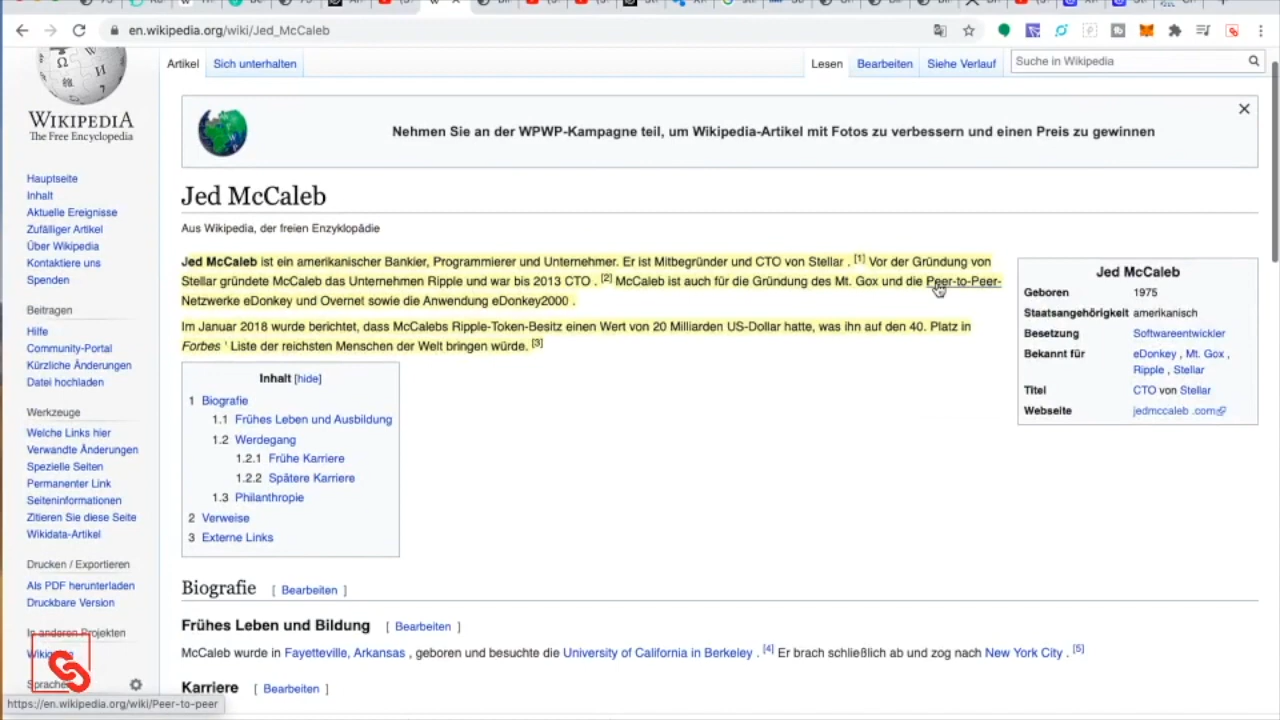 en.wikipedia.org/wiki/Jed_McCaleb
Artikel
Sich unterhalten
Lesen
Bearbeiten
Siehe Verlauf
Suche in Wikipedia
WIKIPEDIA
The Free Encyclopedia
Nehmen Sie an der WPWP-Kampagne teil, um Wikipedia-Artikel mit Fotos zu verbessern und einen Preis zu gewinnen
Hauptseite
Inhalt
Aktuelle Ereignisse
Zufälliger Artikel
Über Wikipedia
Kontaktiere uns
Spenden
Beiträgen
Hilfe
Community-Portal
Kürzliche Änderungen
Datei hochladen
Werkzeuge
Welche Links hier
Verwandte Änderungen
Spezielle Seiten
Permanenter Link
Seiteninformationen
Zitieren Sie diese Seite
Wikidata-Artikel
Drucken / Exportieren
Als PDF herunterladen
Druckbare Version
In anderen Projekten
Sprachen
https://en.wikipedia.org/wiki/Peer-to-peer
Jed McCaleb
Aus Wikipedia, der freien Enzyklopädie
Jed McCaleb ist ein amerikanischer Bankier, Programmierer und Unternehmer. Er ist Mitbegründer und CTO von Stellar . [1] Vor der Gründung von
Stellar gründete McCaleb das Unternehmen Ripple und war bis 2013 CTO . [2] McCaleb ist auch für die Gründung des Mt. Gox und die Peer-to-Peer-
Netzwerke eDonkey und Overnet sowie die Anwendung eDonkey2000 .
Im Januar 2018 wurde berichtet, dass McCalebs Ripple-Token-Besitz einen Wert von 20 Milliarden US-Dollar hatte, was ihn auf den 40. Platz in
Forbes ' Liste der reichsten Menschen der Welt bringen würde. [3]
Jed McCaleb
Geboren 1975
Staatsangehörigkeit amerikanisch
Besetzung Softwareentwickler
Bekannt für eDonkey , Mt. Gox ,
Ripple , Stellar
Titel CTO von Stellar
Webseite jedmccaleb .com
Inhalt [hide]
1 Biografie
1.1 Frühes Leben und Ausbildung
1.2 Werdegang
1.2.1 Frühe Karriere
1.2.2 Spätere Karriere
1.3 Philanthropie
2 Verweise
3 Externe Links
Biografie [ Bearbeiten ]
Frühes Leben und Bildung [ Bearbeiten ]
McCaleb wurde in Fayetteville, Arkansas , geboren und besuchte die University of California in Berkeley . [4] Er brach schließlich ab und zog nach New York City . [5]
Karriere [ Bearbeiten ]